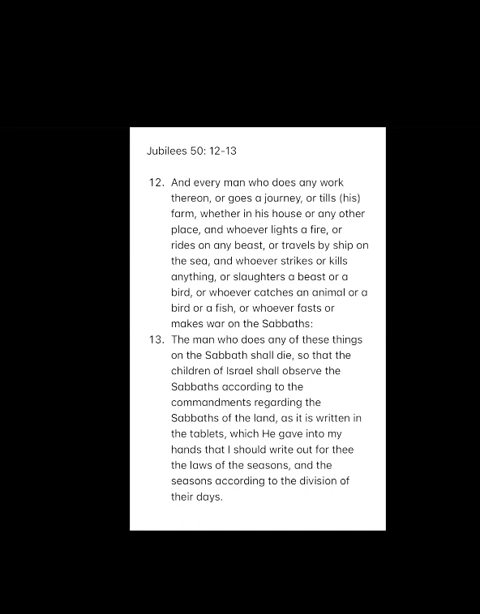 Jubilees 50: 12-13
12. And every man who does any work
thereon, or goes a journey, or tills (his)
farm, whether in his house or any other
place, and whoever lights a fire, or
rides on any beast, or travels by ship on
the sea, and whoever strikes or kills
anything, or slaughters a beast or a
bird, or whoever catches an animal or a
bird or a fish, or whoever fasts or
makes war on the Sabbaths:
13. The man who does any of these things
on the Sabbath shall die, so that the
children of Israel shall observe the
Sabbaths according to the
commandments regarding the
Sabbaths of the land, as it is written in
the tablets, which He gave into my
hands that I should write out for thee
the laws of the seasons, and the
seasons according to the division of
their days.